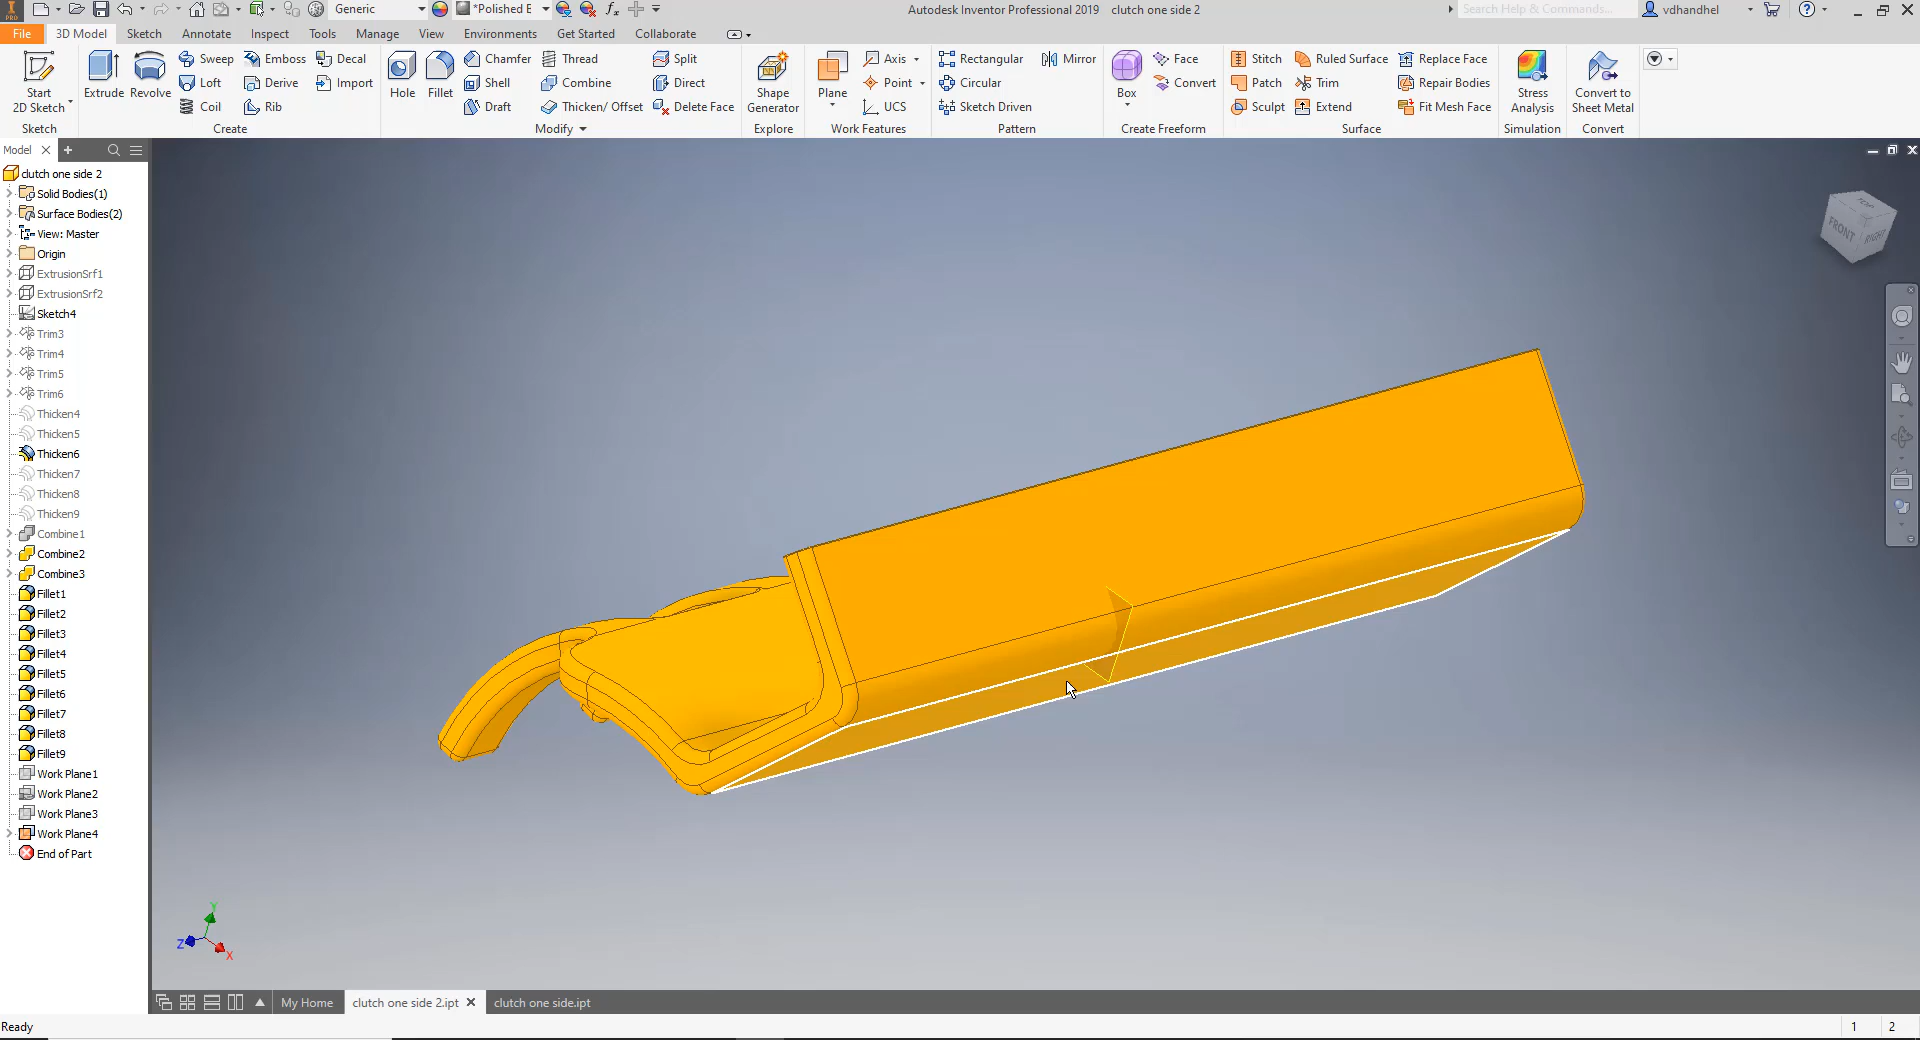 PRO
Generic
*Polished E
fx
Autodesk Inventor Professional 2019 clutch one side 2
Search Help & Commands...
vdhandhel
File
3D Model
Sketch
Annotate
Inspect
Tools
Manage
View
Environments
Get Started
Collaborate
Start
2D Sketch
Sketch
Extrude
Revolve
Sweep
Loft
Coil
Emboss
Derive
Rib
Decal
Import
Create
Hole
Fillet
Chamfer
Shell
Draft
Thread
Combine
Thicken/ Offset
Split
Direct
Delete Face
Modify
Shape
Generator
Explore
Plane
Axis
Point
UCS
Work Features
Rectangular
Circular
Sketch Driven
Mirror
Pattern
Box
Face
Convert
Create Freeform
Stitch
Patch
Sculpt
Ruled Surface
Trim
Extend
Replace Face
Repair Bodies
Fit Mesh Face
Surface
Stress
Analysis
Simulation
Convert to
Sheet Metal
Convert
Model
clutch one side 2
Solid Bodies(1)
Surface Bodies(2)
View: Master
Origin
ExtrusionSrf1
ExtrusionSrf2
Sketch4
Trim3
Trim4
Trim5
Trim6
Thicken4
Thicken5
Thicken6
Thicken7
Thicken8
Thicken9
Combine1
Combine2
Combine3
Fillet1
Fillet2
Fillet3
Fillet4
Fillet5
Fillet6
Fillet7
Fillet8
Fillet9
Work Plane1
Work Plane2
Work Plane3
Work Plane4
End of Part
TOP
FRONT
RIGHT
Y
Z
X
My Home
clutch one side 2.ipt
clutch one side.ipt
Ready
1
2